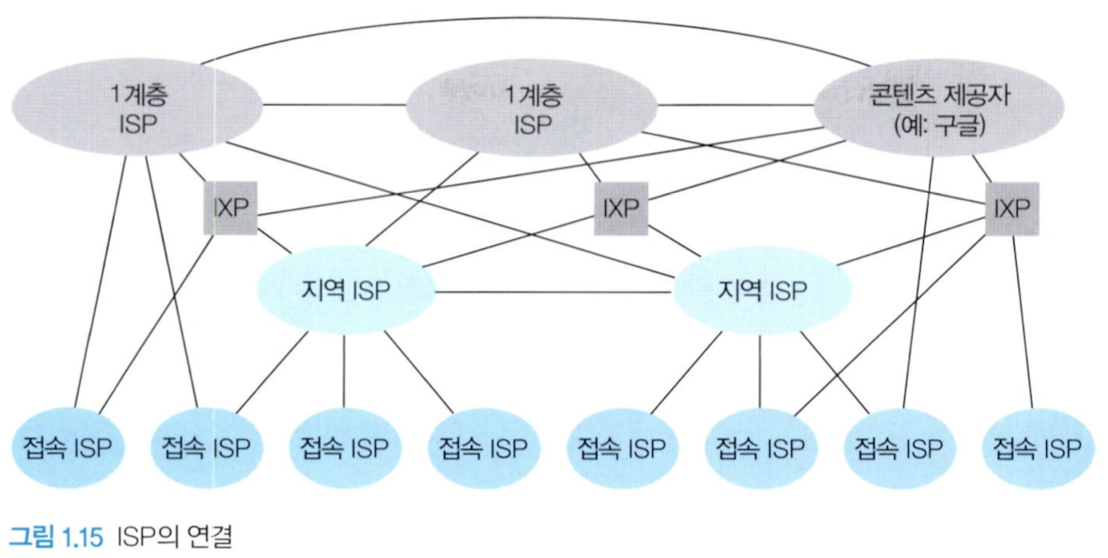 1계층
ISP
1계층
ISP
콘텐츠 제공자
(예: 구글)
IXP
IXP
IXP
지역 ISP
지역 ISP
접속 ISP
접속 ISP
접속 ISP
접속 ISP
접속 ISP
접속 ISP
접속 ISP
접속 ISP
그림 1.15 ISP의 연결